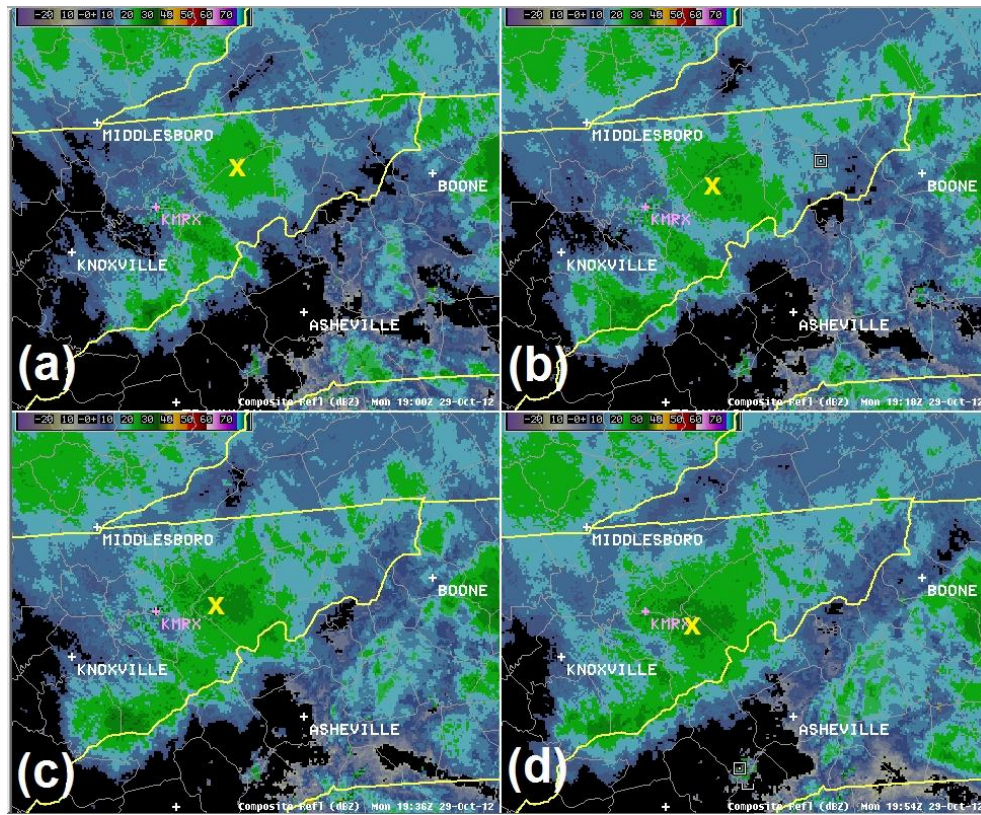 -20 10 -0+ 10 20 30 40 50 60 70
MIDDLESBORO
X
BOONE
KMRX
KNOXVILLE
ASHEVILLE
(a)
Composite Refl (dBZ) Mon 19:00Z 29-Oct-12
-20 10 -0+ 10 20 30 40 50 60 70
MIDDLESBORO
X
BOONE
KMRX
KNOXVILLE
ASHEVILLE
(b)
Composite Refl (dBZ) Mon 19:18Z 29-Oct-12
-20 10 -0+ 10 20 30 40 50 60 70
MIDDLESBORO
BOONE
X
KMRX
KNOXVILLE
ASHEVILLE
(c)
Composite Refl (dBZ) Mon 19:36Z 29-Oct-12
-20 10 -0+ 10 20 30 40 50 60 70
MIDDLESBORO
BOONE
KMRX
X
KNOXVILLE
ASHEVILLE
(d)
Composite Refl (dBZ) Mon 19:54Z 29-Oct-12